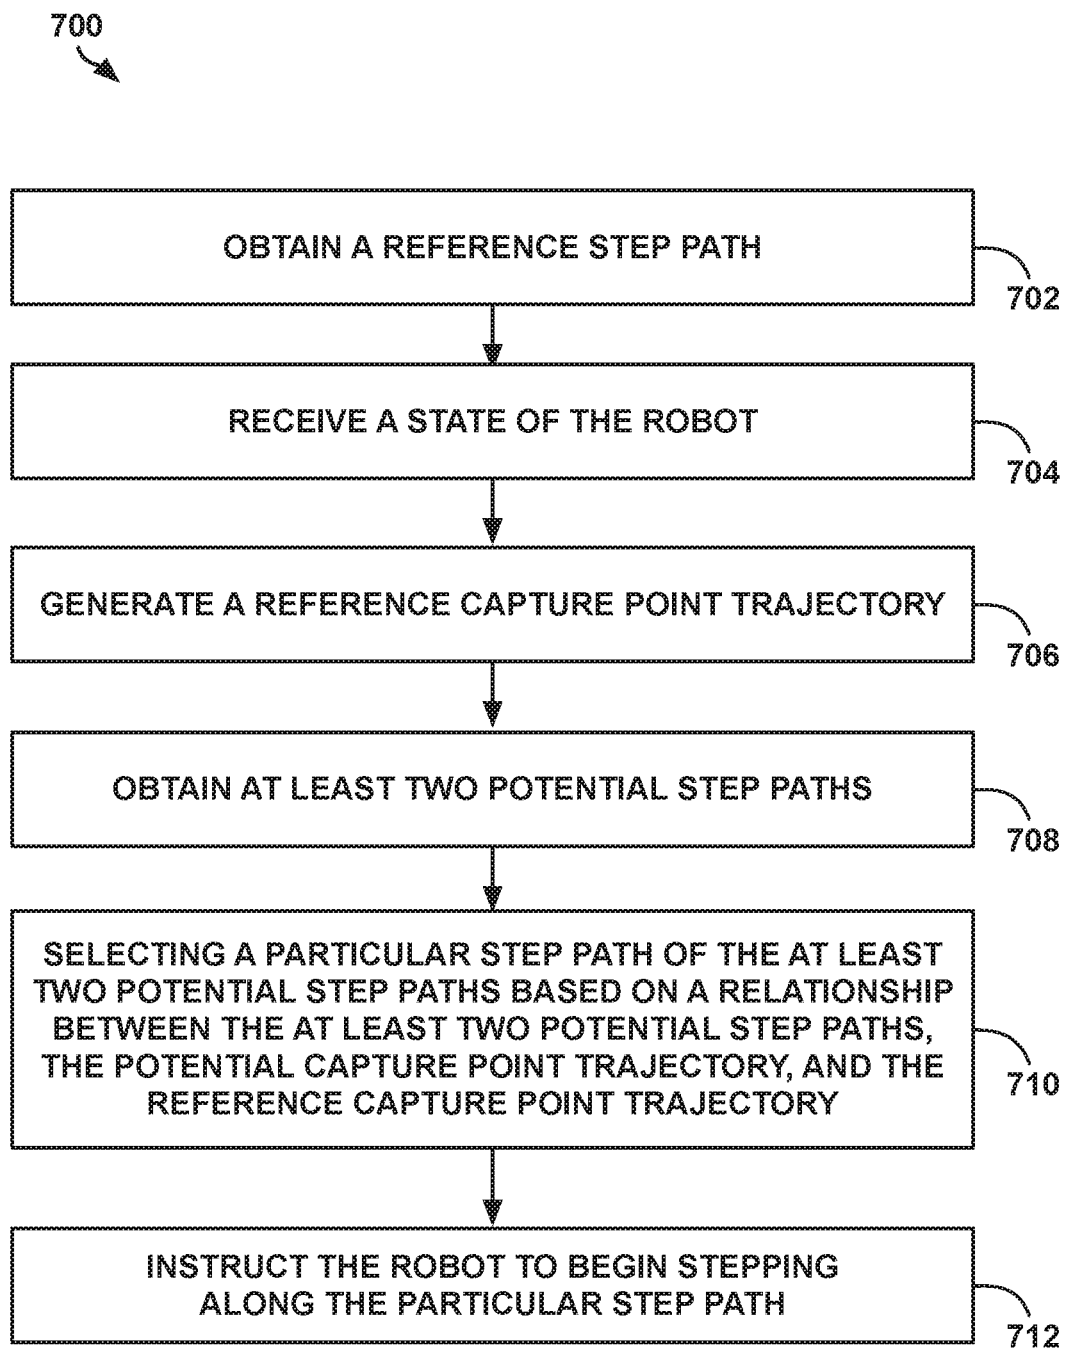 700
OBTAIN A REFERENCE STEP PATH
702
RECEIVE A STATE OF THE ROBOT
704
GENERATE A REFERENCE CAPTURE POINT TRAJECTORY
706
OBTAIN AT LEAST TWO POTENTIAL STEP PATHS
708
SELECTING A PARTICULAR STEP PATH OF THE AT LEAST
TWO POTENTIAL STEP PATHS BASED ON A RELATIONSHIP
BETWEEN THE AT LEAST TWO POTENTIAL STEP PATHS,
THE POTENTIAL CAPTURE POINT TRAJECTORY, AND THE
REFERENCE CAPTURE POINT TRAJECTORY
710
INSTRUCT THE ROBOT TO BEGIN STEPPING
ALONG THE PARTICULAR STEP PATH
712